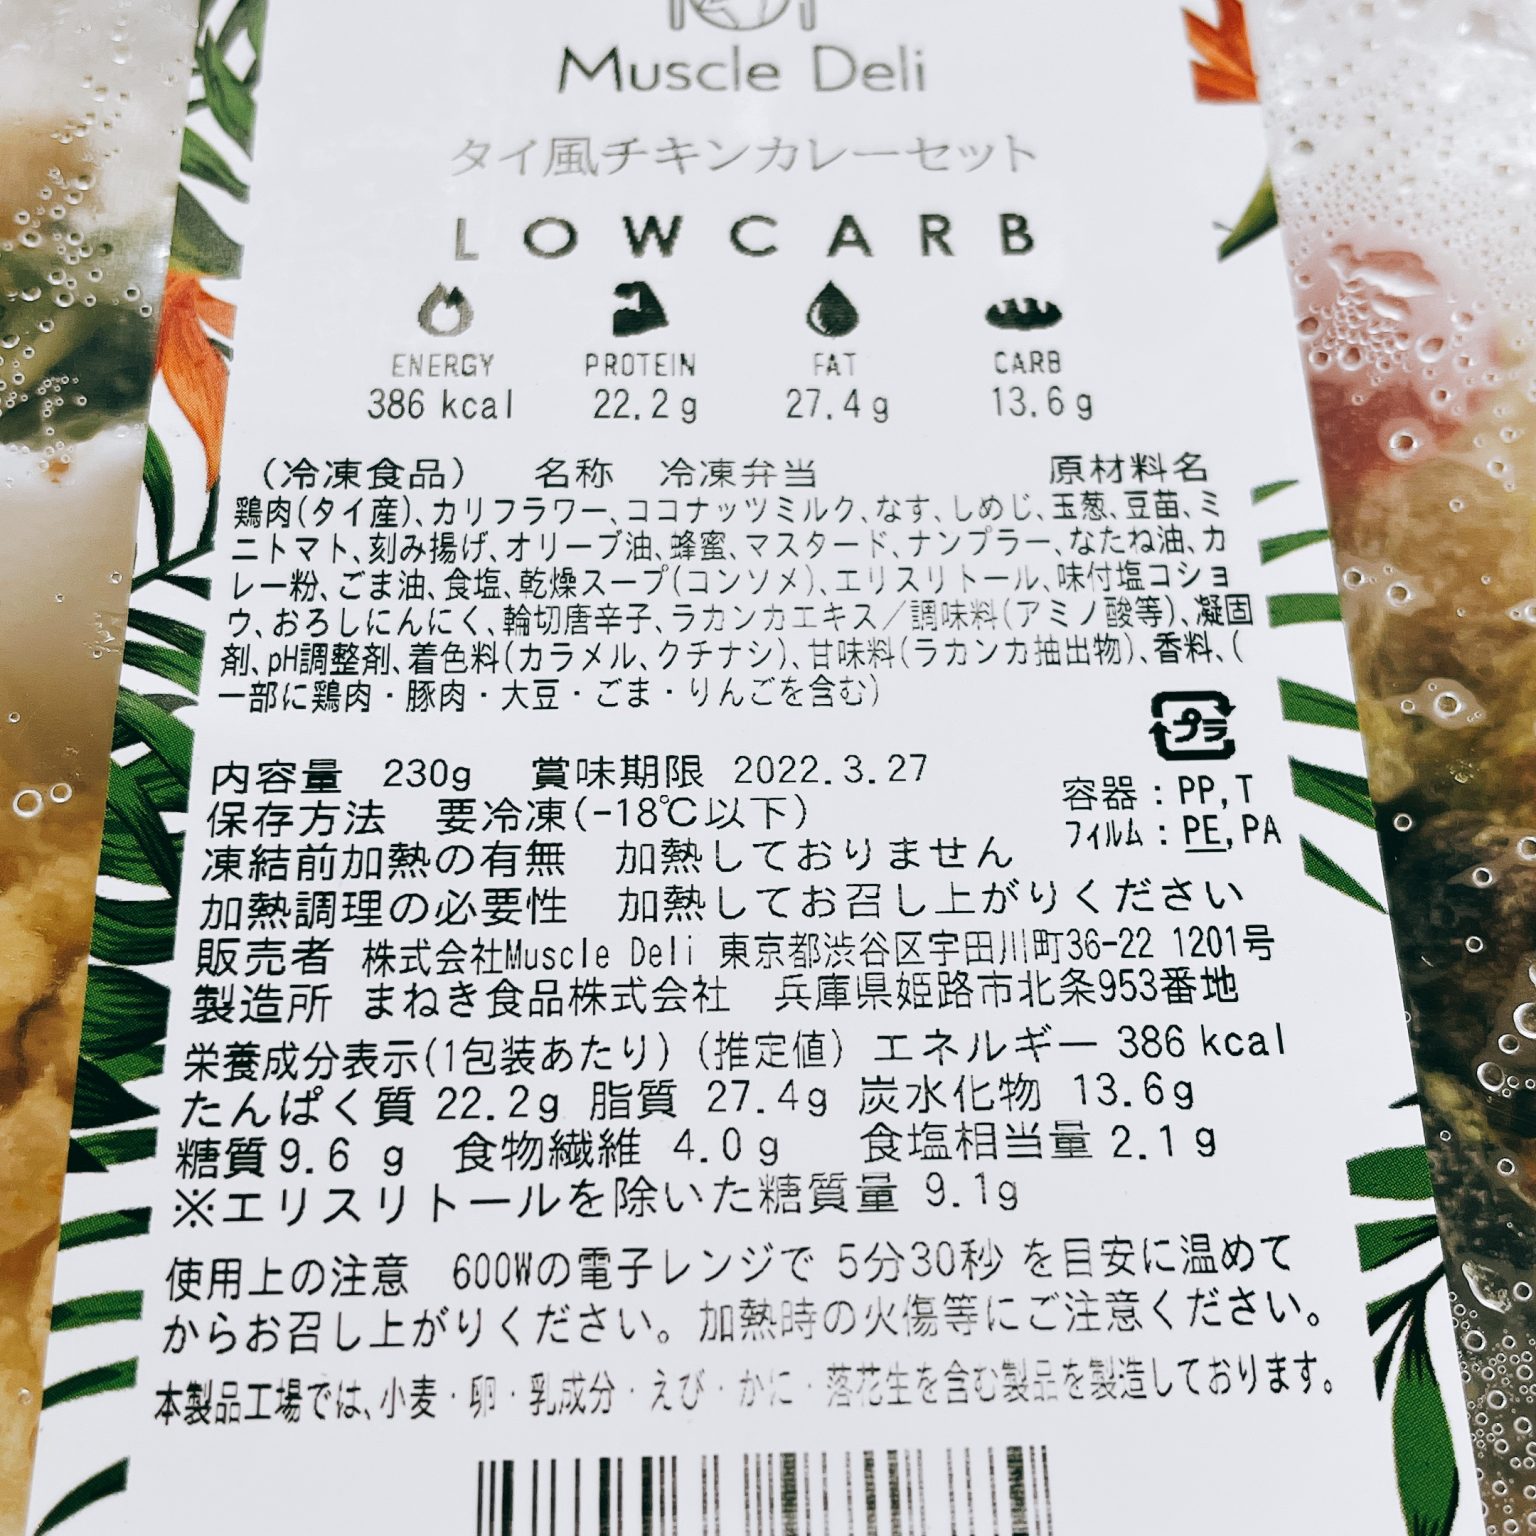 Muscle Deli
タイ風チキンカレーセット
LOWCARB
ENERGY PROTEIN FAT CARB
386 kcal 22.2g 27.4g 13.6g
（冷凍食品） 名称 冷凍弁当 原材料名
鶏肉(タイ産)、カリフラワー、ココナッツミルク、なす、しめじ、玉葱、豆苗、ミ
ニトマト、刻み揚げ、オリーブ油、蜂蜜、マスタード、ナンプラー、なたね油、カ
レー粉、ごま油、食塩、乾燥スープ(コンソメ)、エリスリトール、味付塩コショ
ウ、おろしにんにく、輪切唐辛子、ラカンカエキス／調味料(アミノ酸等)、凝固
剤、pH調整剤、着色料(カラメル、クチナシ)、甘味料(ラカンカ抽出物)、香料、(
一部に鶏肉・豚肉・大豆・ごま・りんごを含む)
プラ
内容量 230g 賞味期限 2022.3.27
容器：PP,T
保存方法 要冷凍(-18℃以下)
フィルム：PE,PA
凍結前加熱の有無 加熱しておりません
加熱調理の必要性 加熱してお召し上がりください
販売者 株式会社Muscle Deli 東京都渋谷区宇田川町36-22 1201号
製造所 まねき食品株式会社 兵庫県姫路市北条953番地
栄養成分表示(1包装あたり)（推定値）エネルギー 386 kcal
たんぱく質 22.2g 脂質 27.4g 炭水化物 13.6g
糖質9.6 g 食物繊維 4.0g 食塩相当量 2.1g
※エリスリトールを除いた糖質量 9.1g
使用上の注意 600Wの電子レンジで 5分30秒 を目安に温めて
からお召し上がりください。加熱時の火傷等にご注意ください。
本製品工場では、小麦・卵・乳成分・えび・かに・落花生を含む製品を製造しております。